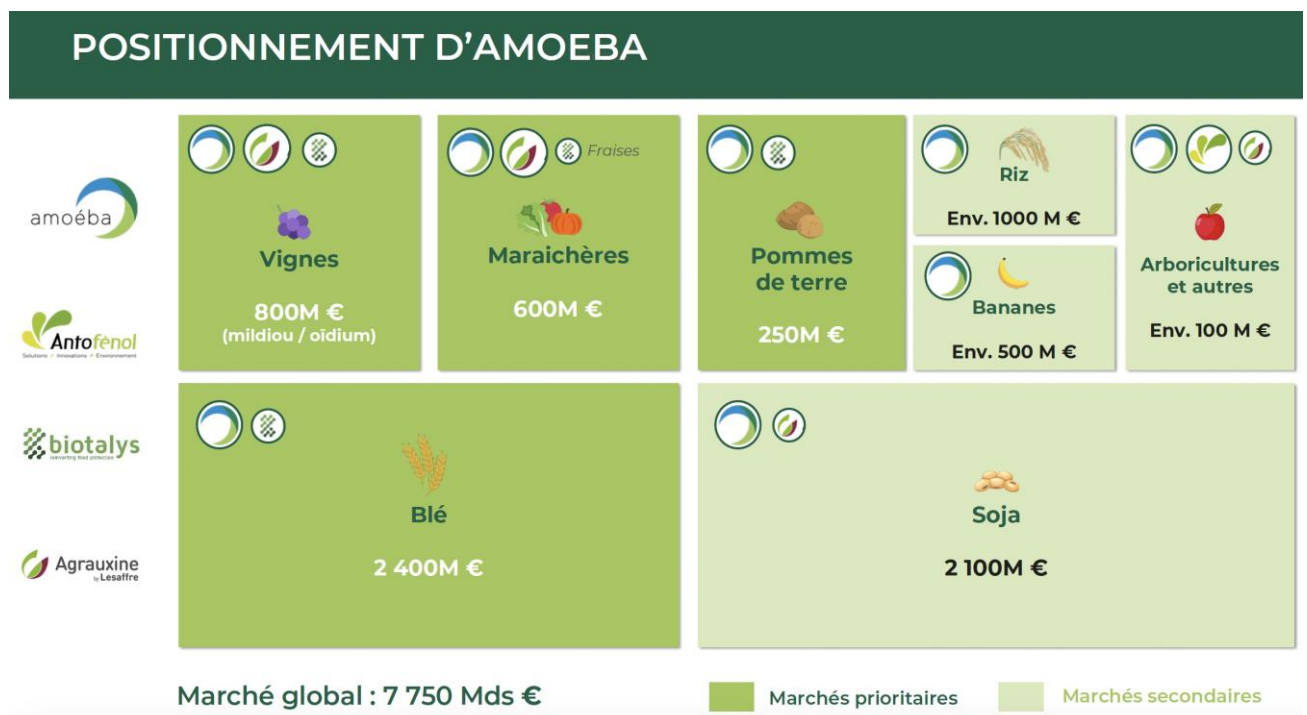 POSITIONNEMENT D'AMOEBA
amoéba
Antofénol
Solutions / Innovations / Environnement
biotalys
Agrauxine
by Lesaffre
Vignes
800M €
(mildiou / oïdium)
Fraises
Maraichères
600M €
Pommes
de terre
250M €
Riz
Env. 1000 M €
Bananes
Env. 500 M €
Arboricultures
et autres
Env. 100 M €
Blé
2 400M €
Soja
2 100M €
Marché global : 7 750 Mds €
Marchés prioritaires
Marchés secondaires